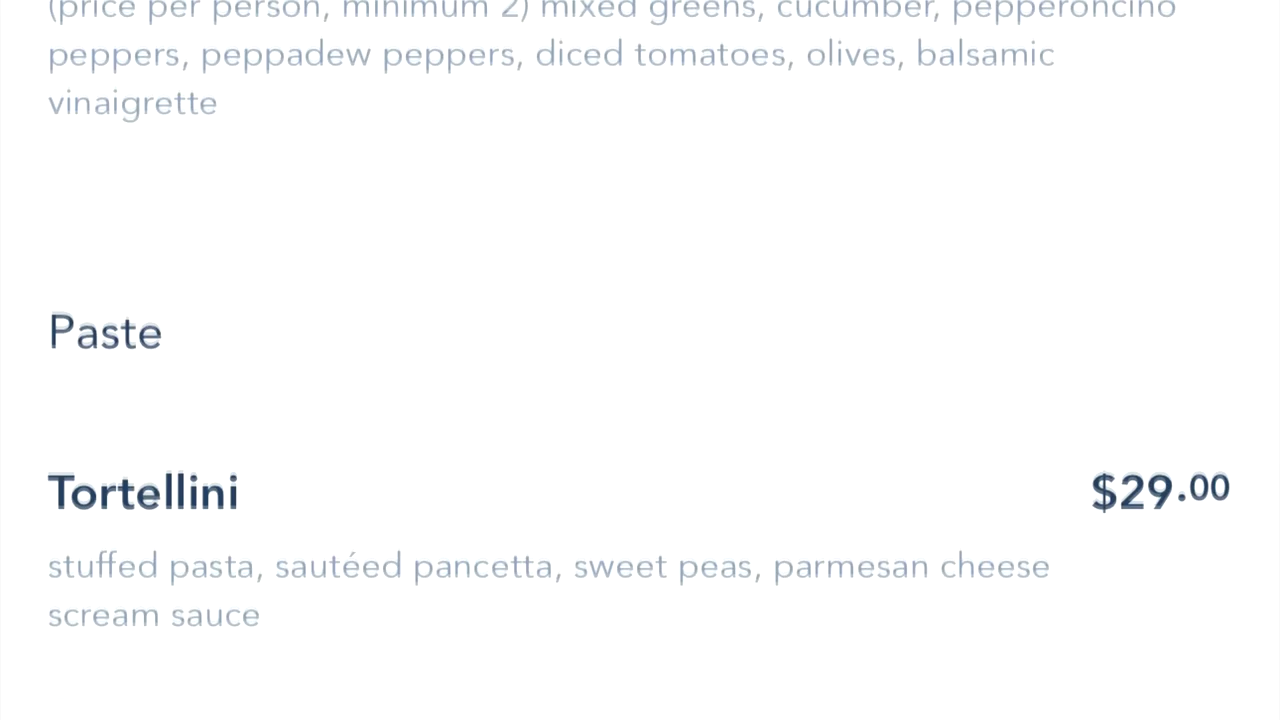 (price per person, minimum 2) mixed greens, cucumber, pepperoncino
peppers, peppadew peppers, diced tomatoes, olives, balsamic
vinaigrette
Paste
Tortellini $29.00
stuffed pasta, sautéed pancetta, sweet peas, parmesan cheese
scream sauce